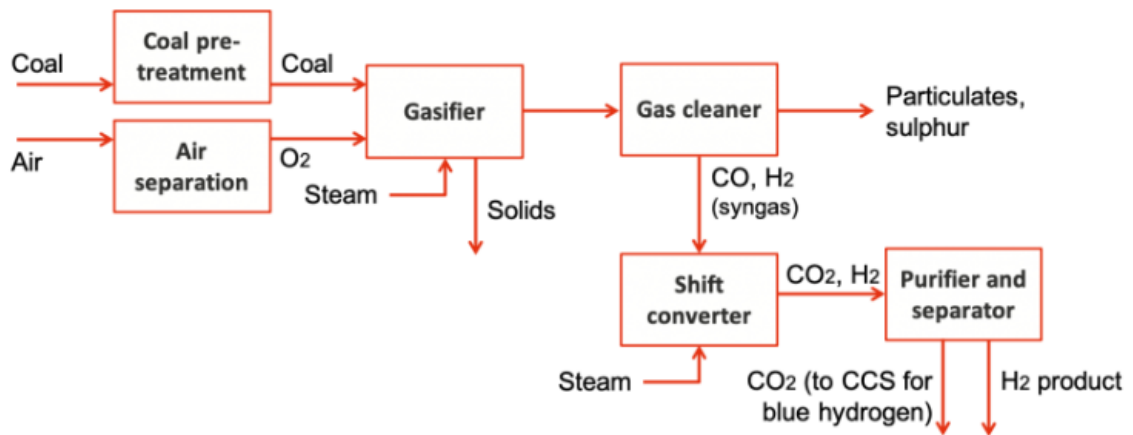 Coal
Coal pre-
treatment
Coal
Air
Air
separation
O2
Steam
Gasifier
Solids
Gas cleaner
Particulates,
sulphur
CO, H2
(syngas)
Shift
converter
Steam
CO2, H2
Purifier and
separator
CO2 (to CCS for
blue hydrogen)
H2 product